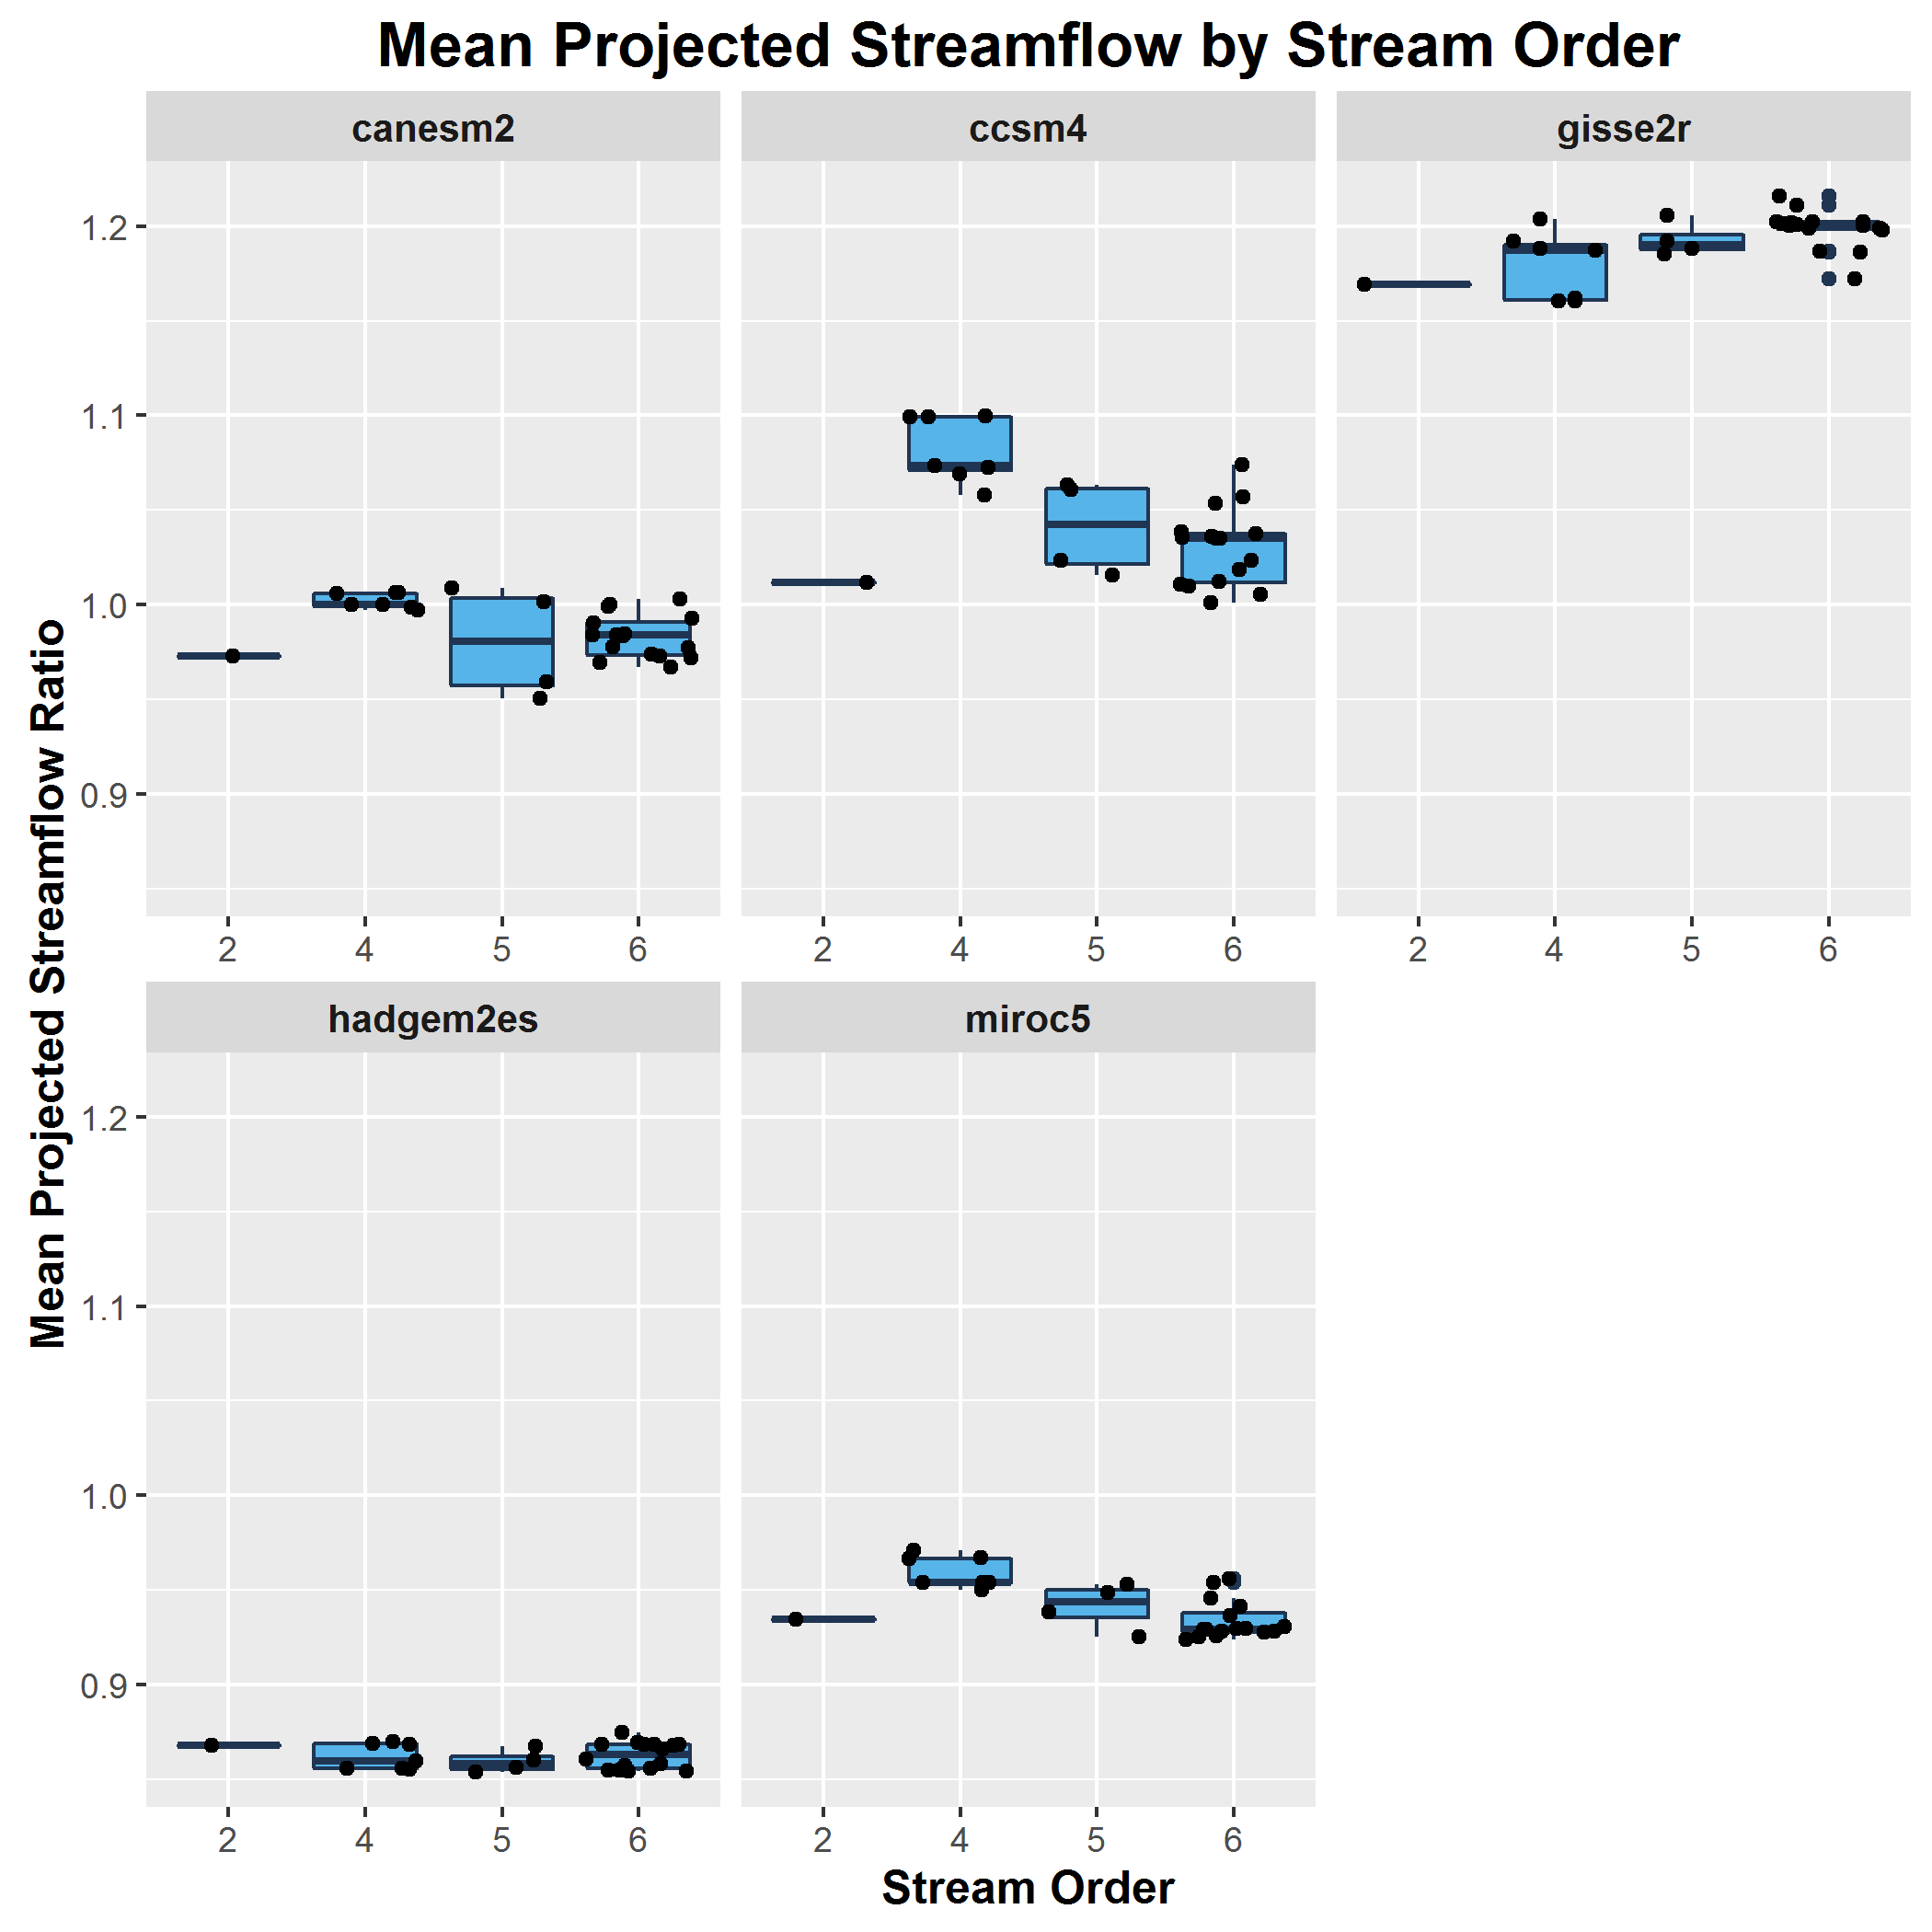 Mean Projected Streamflow by Stream Order
canesm2
ccsm4
gisse2r
1.2
1.1
1.0
0.9
2 4 5 6
2 4 5 6
2 4 5 6
Mean Projected Streamflow Ratio
hadgem2es
miroc5
1.2
1.1
1.0
0.9
2 4 5 6
2 4 5 6
Stream Order